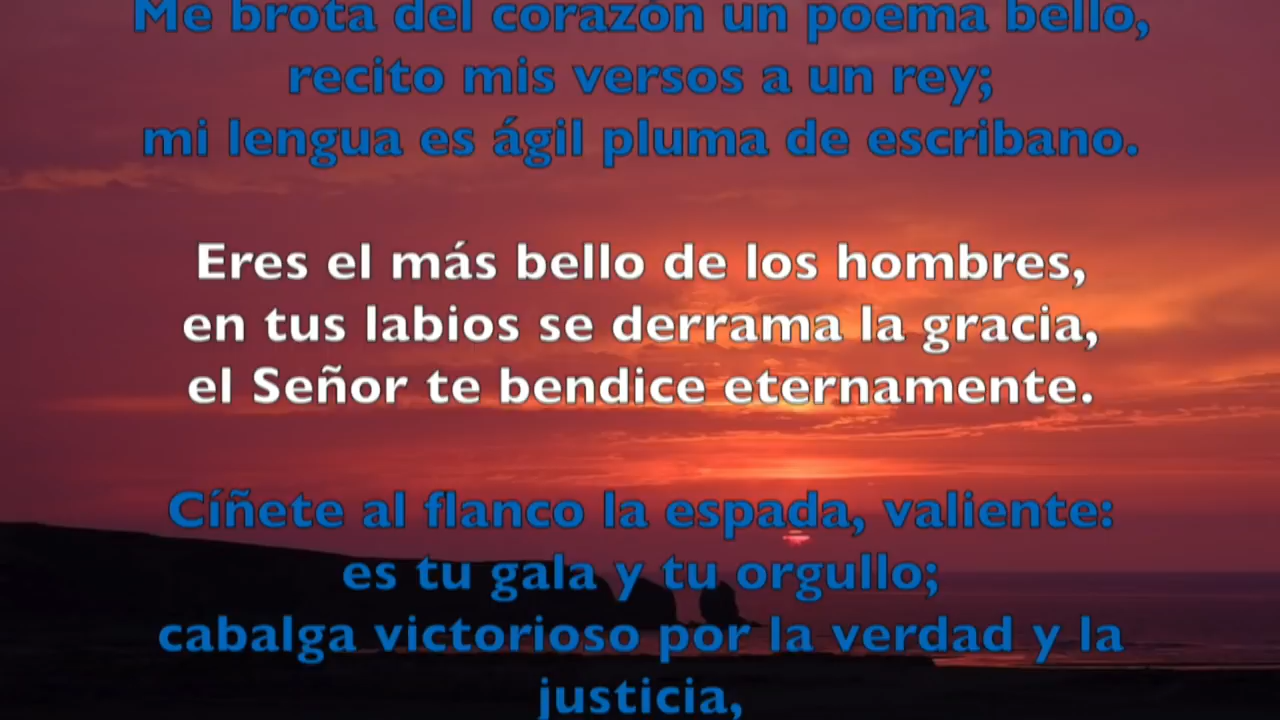 Me brota del corazón un poema bello,
recito mis versos a un rey;
mi lengua es ágil pluma de escribano.
Eres el más bello de los hombres,
en tus labios se derrama la gracia,
el Señor te bendice eternamente.
Cíñete al flanco la espada, valiente:
es tu gala y tu orgullo;
cabalga victorioso por la verdad y la
justicia,